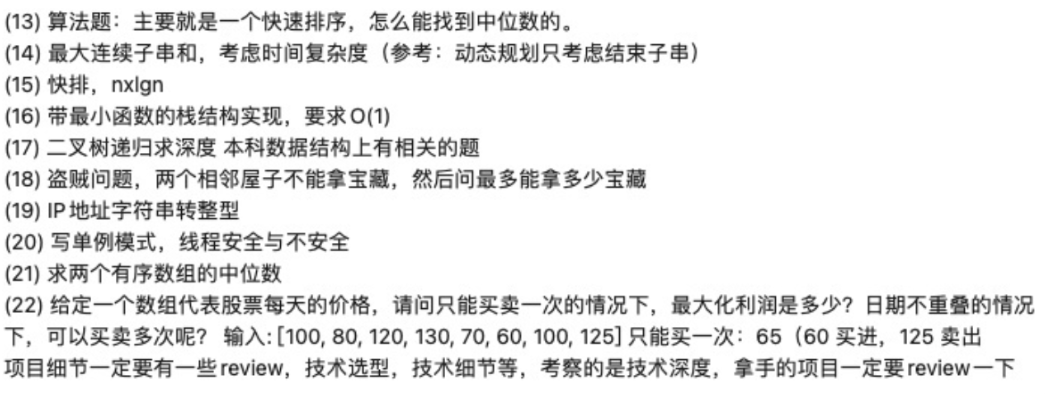 (13) 算法题：主要就是一个快速排序，怎么能找到中位数的。
(14) 最大连续子串和，考虑时间复杂度（参考：动态规划只考虑结束子串）
(15) 快排，nxlgn
(16) 带最小函数的栈结构实现，要求O(1)
(17) 二叉树递归求深度 本科数据结构上有相关的题
(18) 盗贼问题，两个相邻屋子不能拿宝藏，然后问最多能拿多少宝藏
(19) IP地址字符串转整型
(20) 写单例模式，线程安全与不安全
(21) 求两个有序数组的中位数
(22) 给定一个数组代表股票每天的价格，请问只能买卖一次的情况下，最大化利润是多少？日期不重叠的情况
下，可以买卖多次呢？ 输入: [100, 80, 120, 130, 70, 60, 100, 125] 只能买一次：65（60 买进，125 卖出
项目细节一定要有一些review，技术选型，技术细节等，考察的是技术深度，拿手的项目一定要review一下